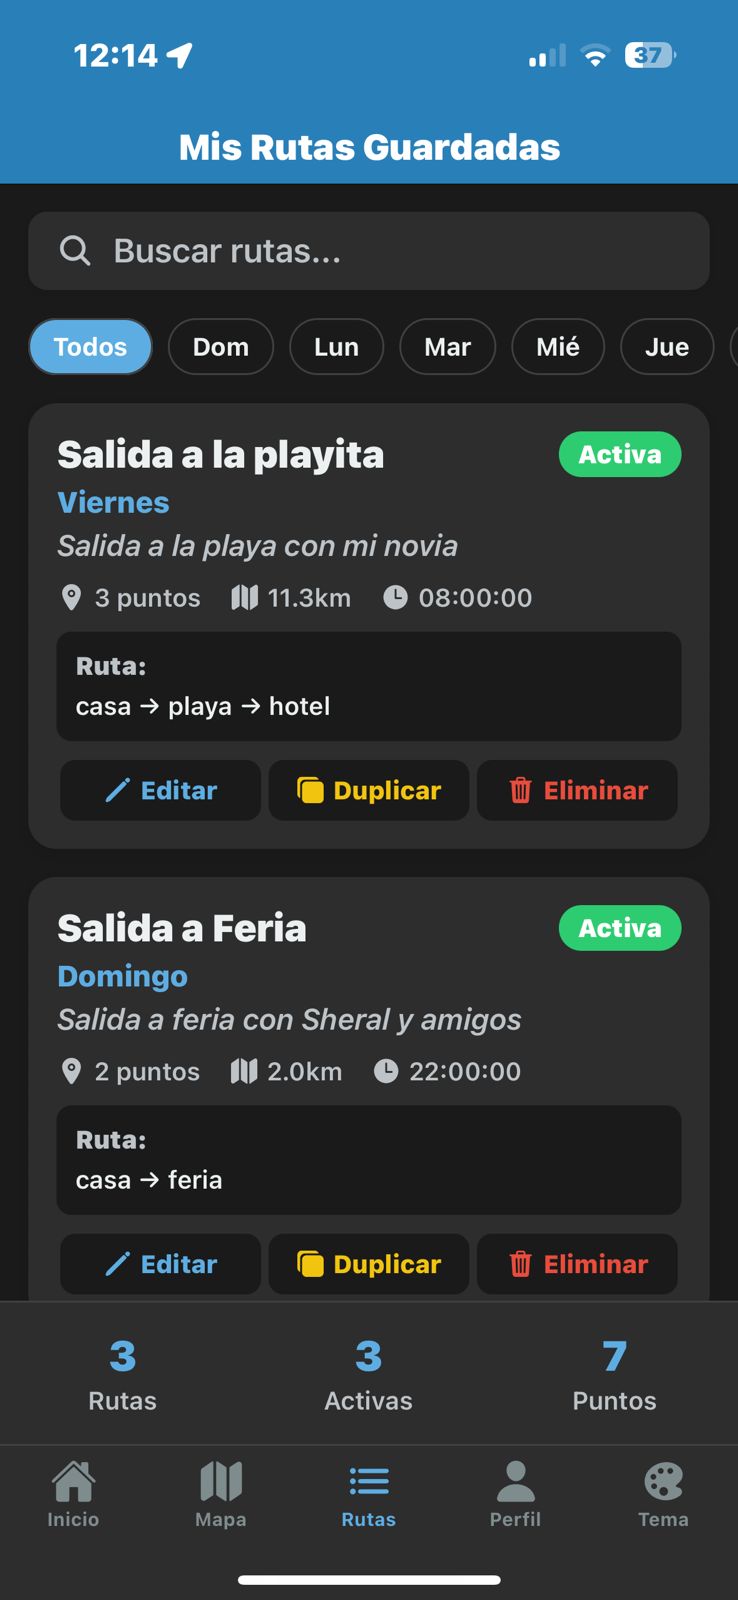 12:14
37
Mis Rutas Guardadas
Buscar rutas...
Todos Dom Lun Mar Mié Jue
Salida a la playita Activa
Viernes
Salida a la playa con mi novia
3 puntos 11.3km 08:00:00
Ruta:
casa → playa → hotel
Editar Duplicar Eliminar
Salida a Feria Activa
Domingo
Salida a feria con Sheral y amigos
2 puntos 2.0km 22:00:00
Ruta:
casa → feria
Editar Duplicar Eliminar
3 3 7
Rutas Activas Puntos
Inicio Mapa Rutas Perfil Tema